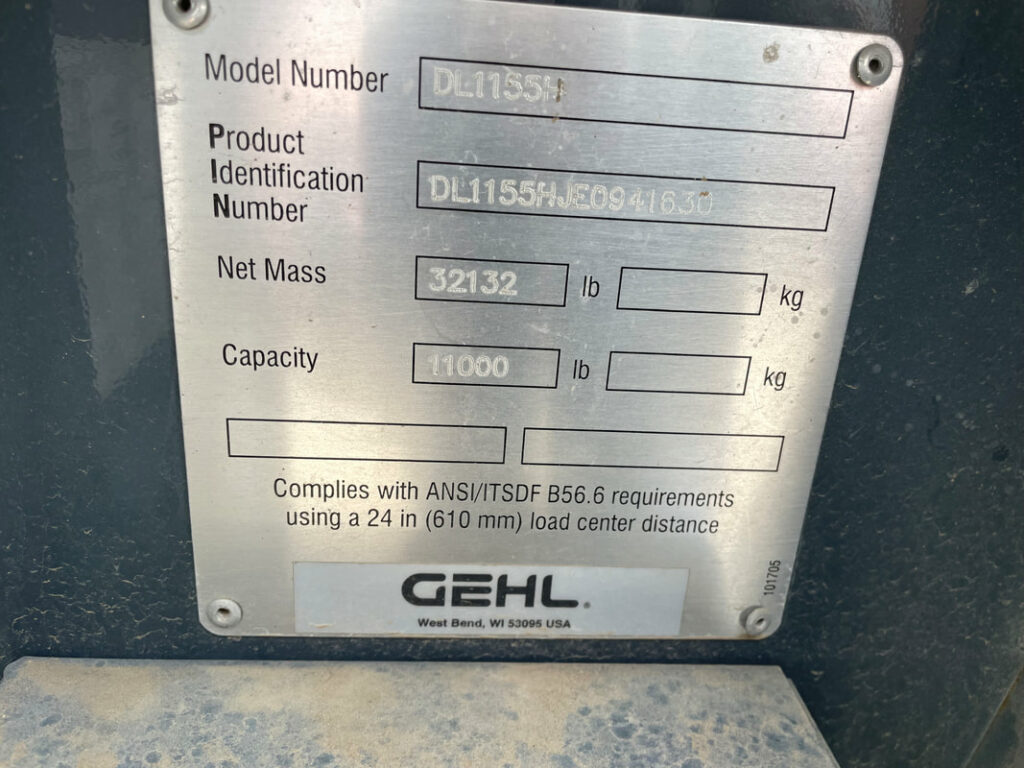 Model Number DL1155H
Product
Identification
Number DL1155HJE0941630
Net Mass 32132 lb kg
Capacity 11000 lb kg
Complies with ANSI/ITSDF B56.6 requirements
using a 24 in (610 mm) load center distance
101705
GEHL®
West Bend, WI 53095 USA